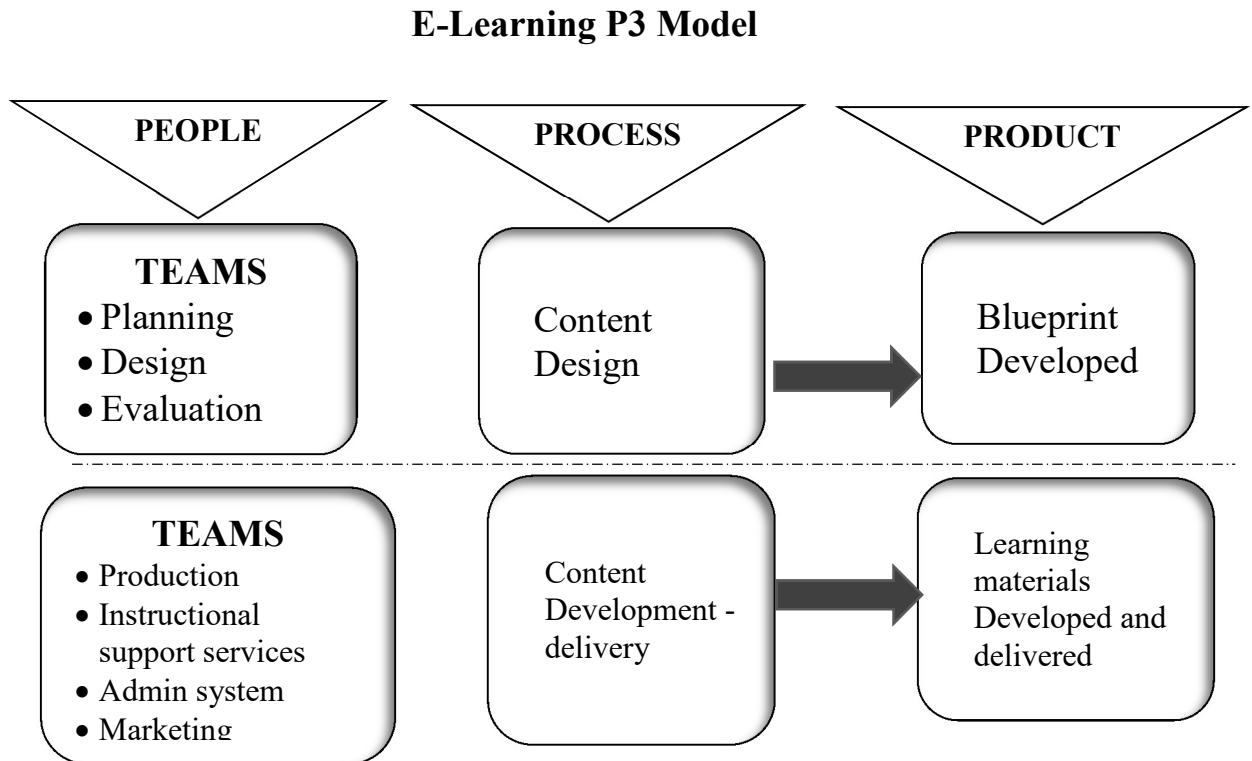 E-Learning P3 Model
PEOPLE
PROCESS
PRODUCT
TEAMS
• Planning
• Design
• Evaluation
Content
Design
Blueprint
Developed
TEAMS
• Production
• Instructional
support services
• Admin system
• Marketing
Content
Development -
delivery
Learning
materials
Developed and
delivered